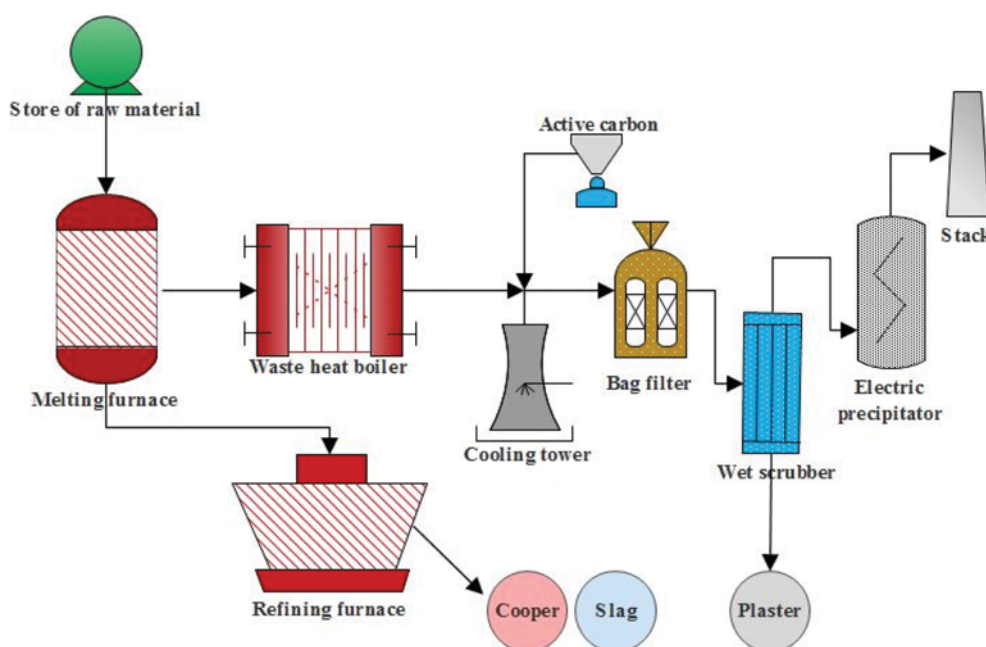 Store of raw material
Active carbon
Stack
Melting furnace
Waste heat boiler
Bag filter
Electric
precipitator
Cooling tower
Wet scrubber
Refining furnace
Cooper
Slag
Plaster